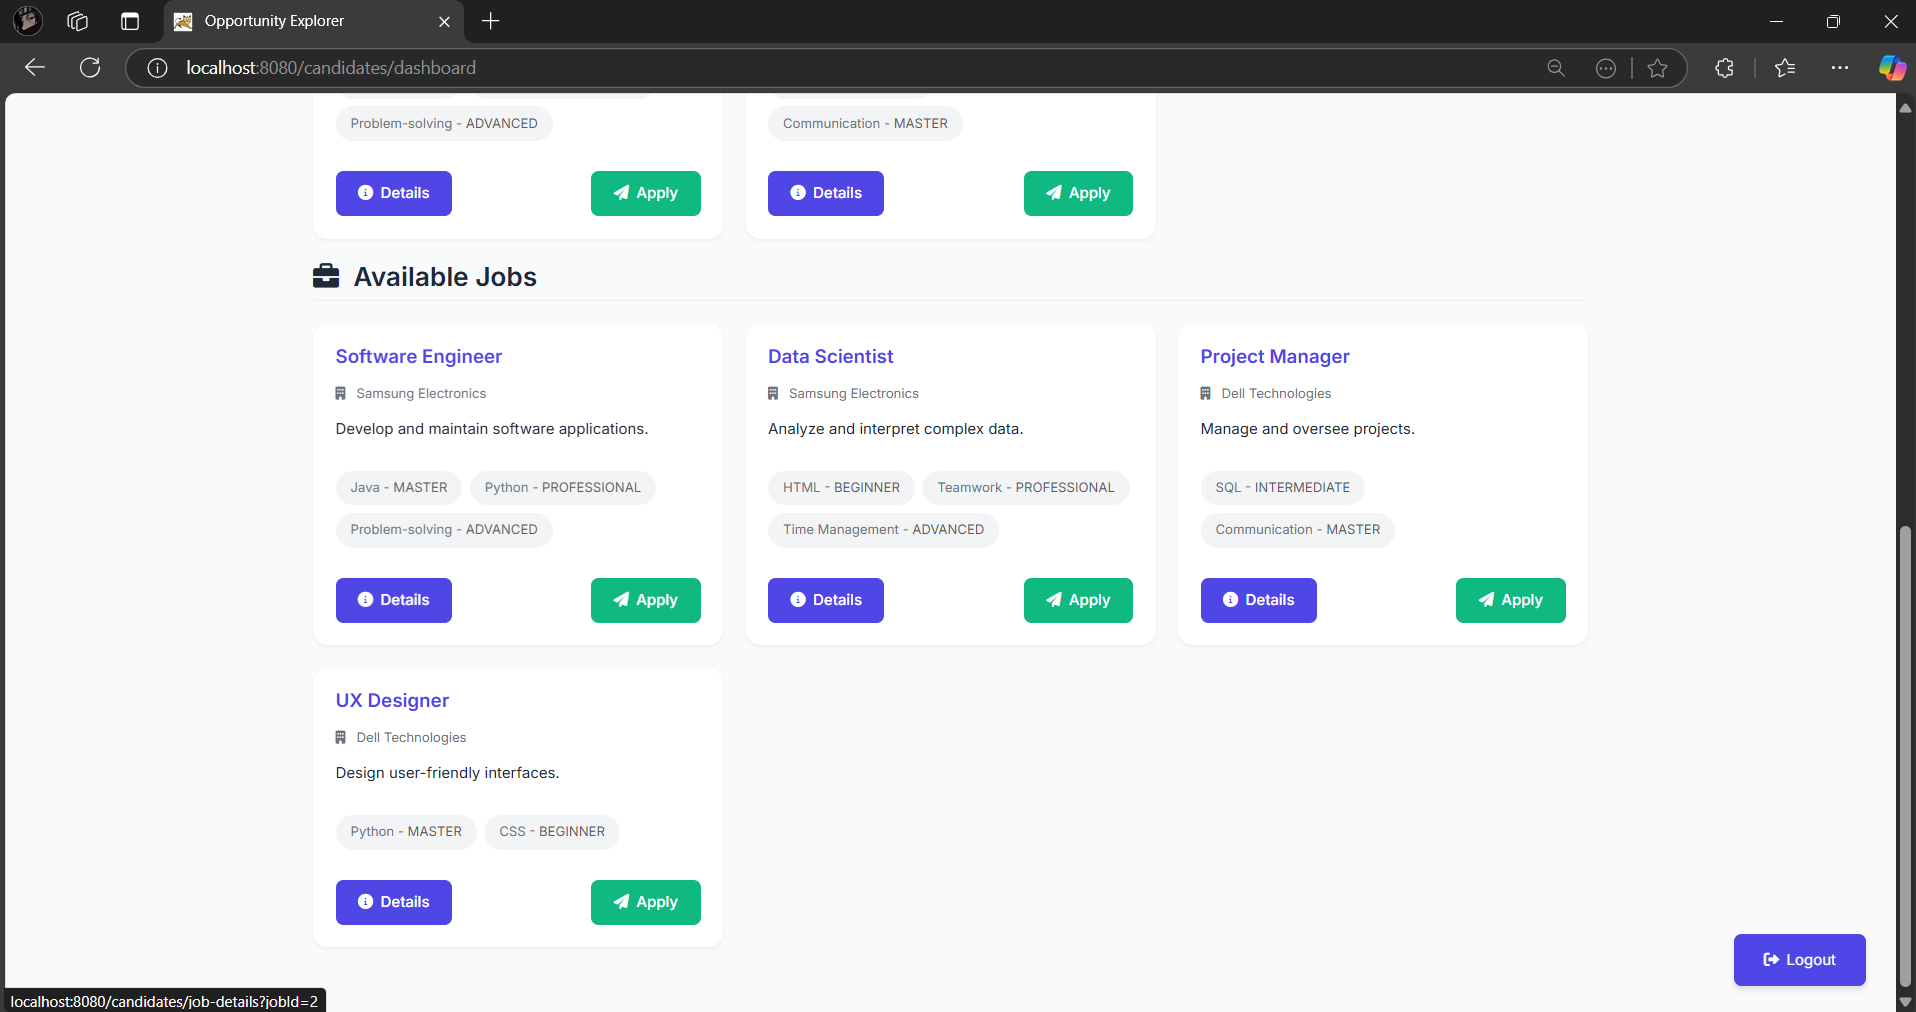 Opportunity Explorer
localhost:8080/candidates/dashboard
Problem-solving - ADVANCED
Communication - MASTER
Details
Apply
Details
Apply
Available Jobs
Software Engineer
Samsung Electronics
Develop and maintain software applications.
Java - MASTER
Python - PROFESSIONAL
Problem-solving - ADVANCED
Details
Apply
Data Scientist
Samsung Electronics
Analyze and interpret complex data.
HTML - BEGINNER
Teamwork - PROFESSIONAL
Time Management - ADVANCED
Details
Apply
Project Manager
Dell Technologies
Manage and oversee projects.
SQL - INTERMEDIATE
Communication - MASTER
Details
Apply
UX Designer
Dell Technologies
Design user-friendly interfaces.
Python - MASTER
CSS - BEGINNER
Details
Apply
Logout
localhost:8080/candidates/job-details?jobId=2